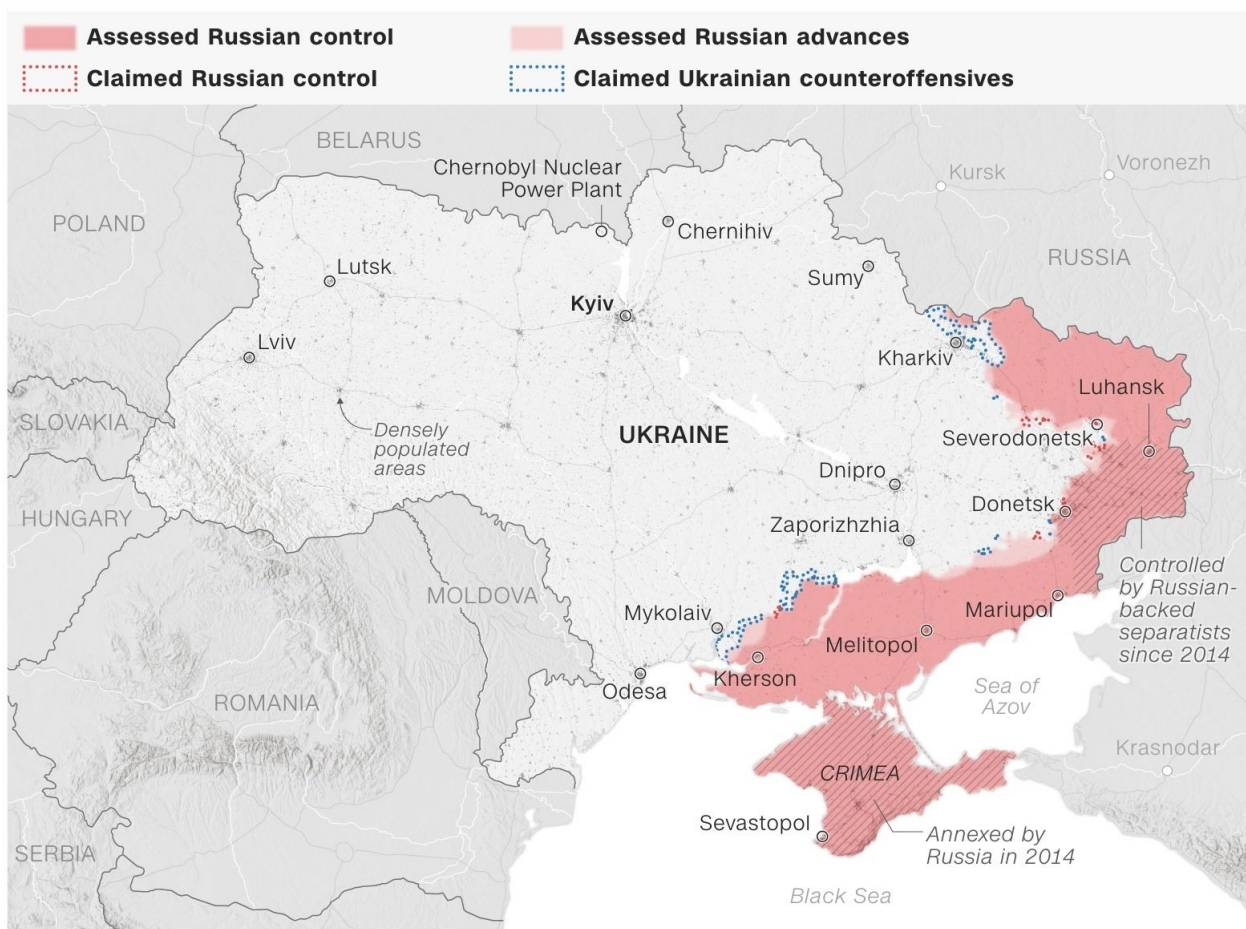 Assessed Russian control
Assessed Russian advances
Claimed Russian control
Claimed Ukrainian counteroffensives
BELARUS
Chernobyl Nuclear
Power Plant
Kursk
Voronezh
POLAND
Chernihiv
RUSSIA
Lutsk
Sumy
Kyiv
Lviv
Kharkiv
Luhansk
SLOVAKIA
Densely
populated
areas
UKRAINE
Severodonetsk
Dnipro
HUNGARY
Donetsk
Zaporizhzhia
Controlled
by Russian-
backed
separatists
since 2014
MOLDOVA
Mykolaiv
Mariupol
Melitopol
Kherson
Odesa
Sea of
Azov
ROMANIA
Krasnodar
CRIMEA
Sevastopol
Annexed by
Russia in 2014
SERBIA
Black Sea